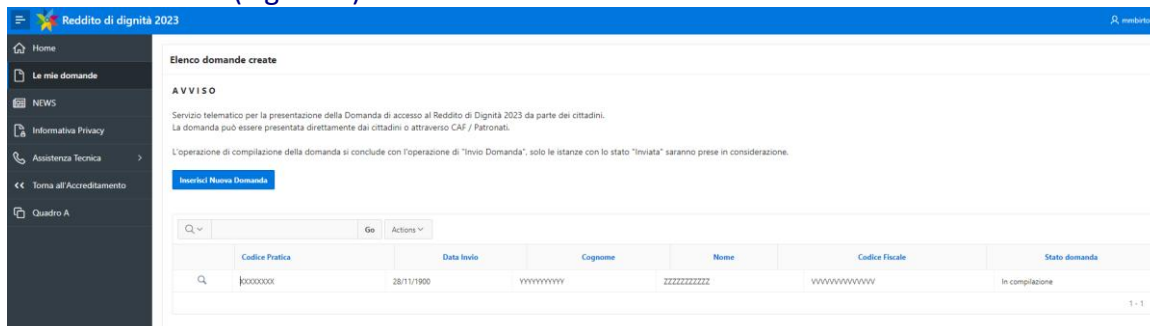 Reddito di dignità 2023
mmbirto
Home
Le mie domande
NEWS
Informativa Privacy
Assistenza Tecnica
Torna all'Accreditamento
Quadro A
Elenco domande create
AVVISO
Servizio telematico per la presentazione della Domanda di accesso al Reddito di Dignità 2023 da parte dei cittadini.
La domanda può essere presentata direttamente dai cittadini o attraverso CAF / Patronati.
L'operazione di compilazione della domanda si conclude con l'operazione di "Invio Domanda", solo le istanze con lo stato "Inviata" saranno prese in considerazione.
Inserisci Nuova Domanda
Go Actions
Codice Pratica Data Invio Cognome Nome Codice Fiscale Stato domanda
28/11/1900 ZZZZZZZZZZZ In compilazione
1 - 1